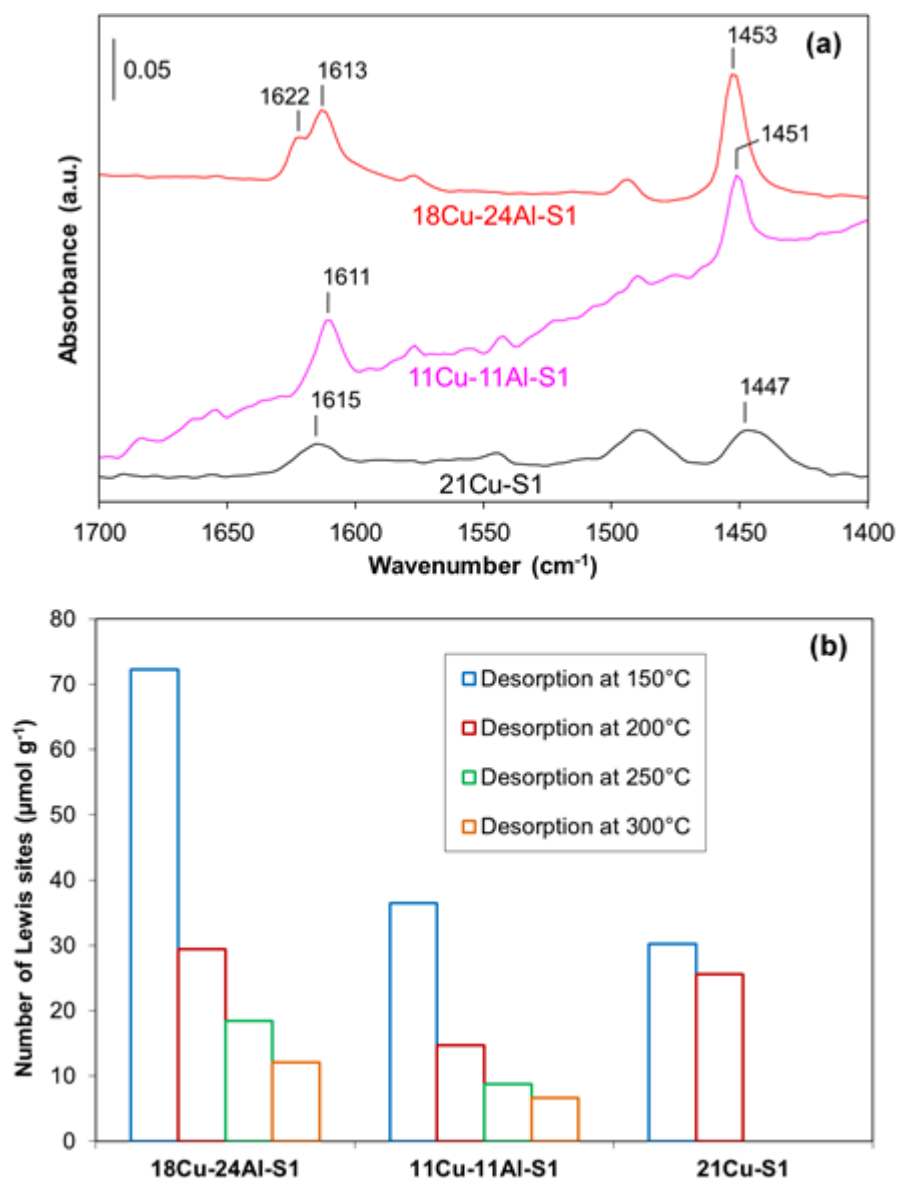 (a)
0.05
1622
1613
1453
1451
18Cu-24Al-S1
1611
11Cu-11Al-S1
1615
1447
21Cu-S1
Absorbance (a.u.)
1700 1650 1600 1550 1500 1450 1400
Wavenumber (cm⁻¹)
(b)
80
70
60
50
40
30
20
10
0
Number of Lewis sites (µmol g⁻¹)
Desorption at 150°C
Desorption at 200°C
Desorption at 250°C
Desorption at 300°C
18Cu-24Al-S1 11Cu-11Al-S1 21Cu-S1